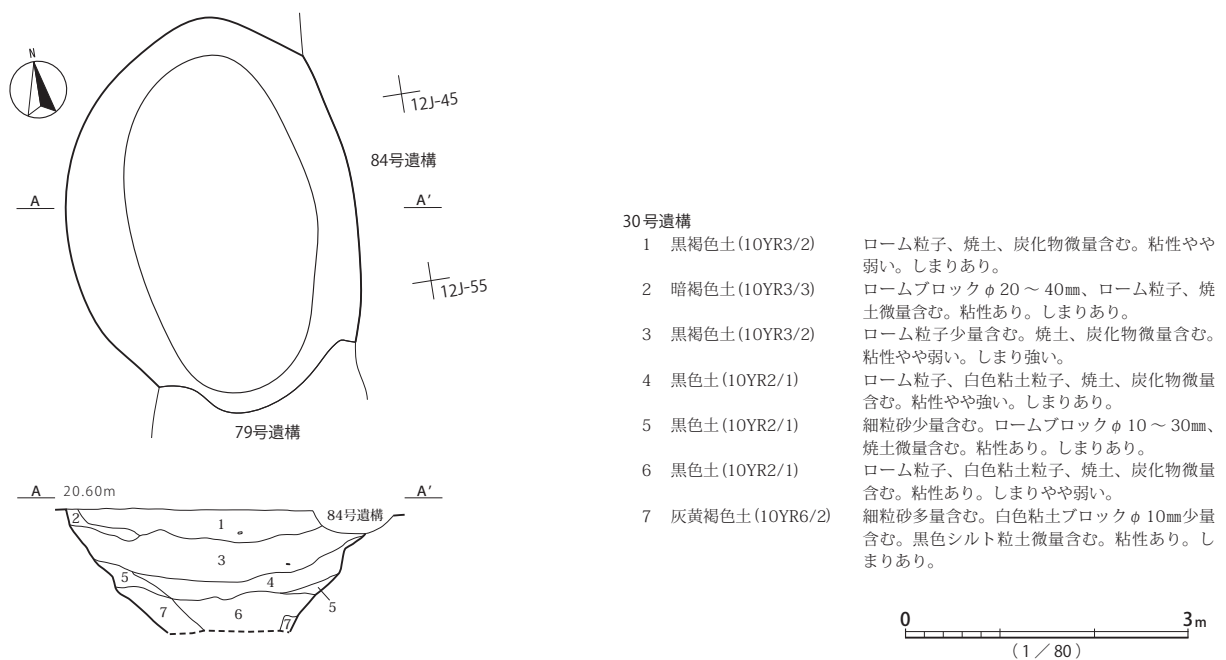 N
12J-45
84号遺構
A A′
12J-55
79号遺構
A 20.60m A′
84号遺構
2
1
3
5
4
7
6
7
5
30号遺構
1 黒褐色土(10YR3/2) ローム粒子、焼土、炭化物微量含む。粘性やや
弱い。しまりあり。
2 暗褐色土(10YR3/3) ロームブロックφ 20 ～ 40㎜、ローム粒子、焼
土微量含む。粘性あり。しまりあり。
3 黒褐色土(10YR3/2) ローム粒子少量含む。焼土、炭化物微量含む。
粘性やや弱い。しまり強い。
4 黒色土(10YR2/1) ローム粒子、白色粘土粒子、焼土、炭化物微量
含む。粘性やや強い。しまりあり。
5 黒色土(10YR2/1) 細粒砂少量含む。ロームブロックφ 10 ～ 30㎜、
焼土微量含む。粘性あり。しまりあり。
6 黒色土(10YR2/1) ローム粒子、白色粘土粒子、焼土、炭化物微量
含む。粘性あり。しまりやや弱い。
7 灰黄褐色土(10YR6/2) 細粒砂多量含む。白色粘土ブロックφ 10㎜少量
含む。黒色シルト粒土微量含む。粘性あり。し
まりあり。
0 3m
（1／80）